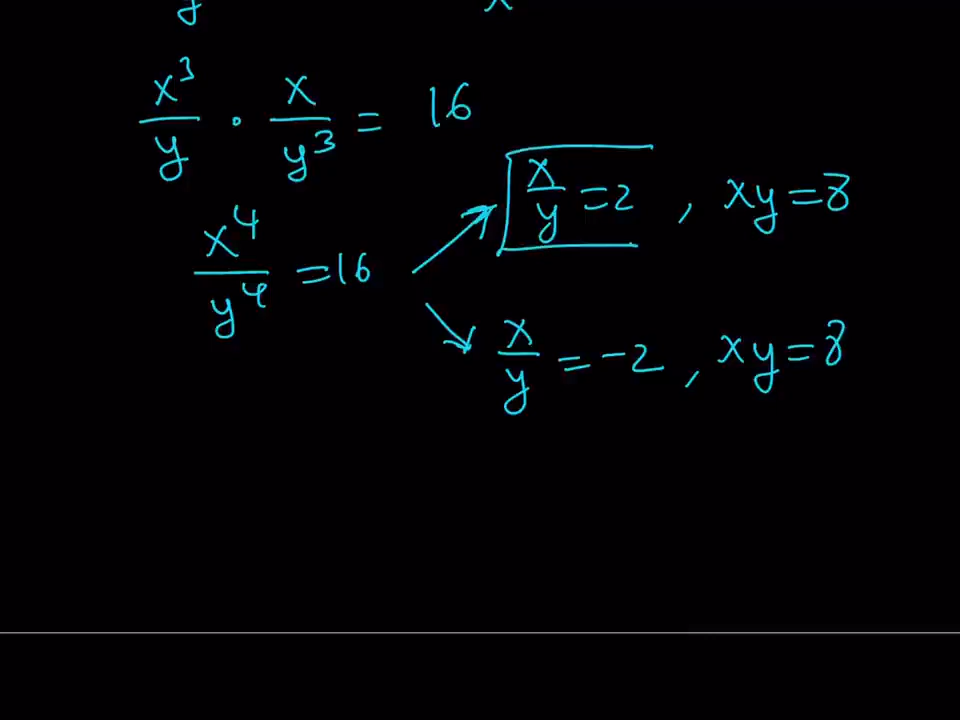 y x
x³/y · x/y³ = 16
x/y = 2 , xy = 8
x⁴/y⁴ = 16
x/y = -2 , xy = 8